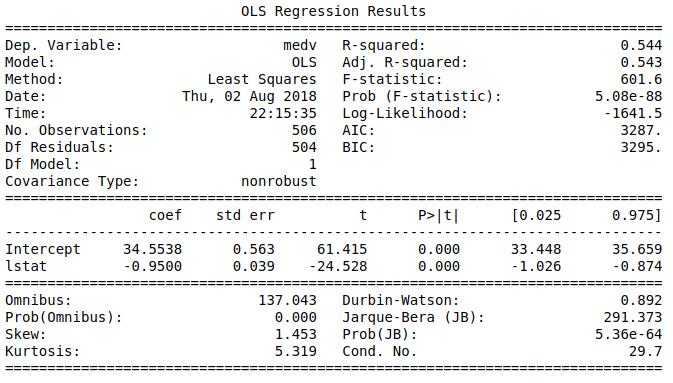 OLS Regression Results
==============================================================================
Dep. Variable: medv R-squared: 0.544
Model: OLS Adj. R-squared: 0.543
Method: Least Squares F-statistic: 601.6
Date: Thu, 02 Aug 2018 Prob (F-statistic): 5.08e-88
Time: 22:15:35 Log-Likelihood: -1641.5
No. Observations: 506 AIC: 3287.
Df Residuals: 504 BIC: 3295.
Df Model: 1
Covariance Type: nonrobust
==============================================================================
coef std err t P>|t| [0.025 0.975]
------------------------------------------------------------------------------
Intercept 34.5538 0.563 61.415 0.000 33.448 35.659
lstat -0.9500 0.039 -24.528 0.000 -1.026 -0.874
==============================================================================
Omnibus: 137.043 Durbin-Watson: 0.892
Prob(Omnibus): 0.000 Jarque-Bera (JB): 291.373
Skew: 1.453 Prob(JB): 5.36e-64
Kurtosis: 5.319 Cond. No. 29.7
==============================================================================